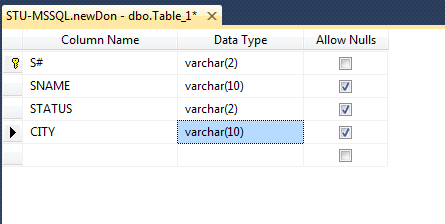 STU-MSSQL.newDon - dbo.Table_1*
Column Name Data Type Allow Nulls
S# varchar(2)
SNAME varchar(10)
STATUS varchar(2)
CITY varchar(10)